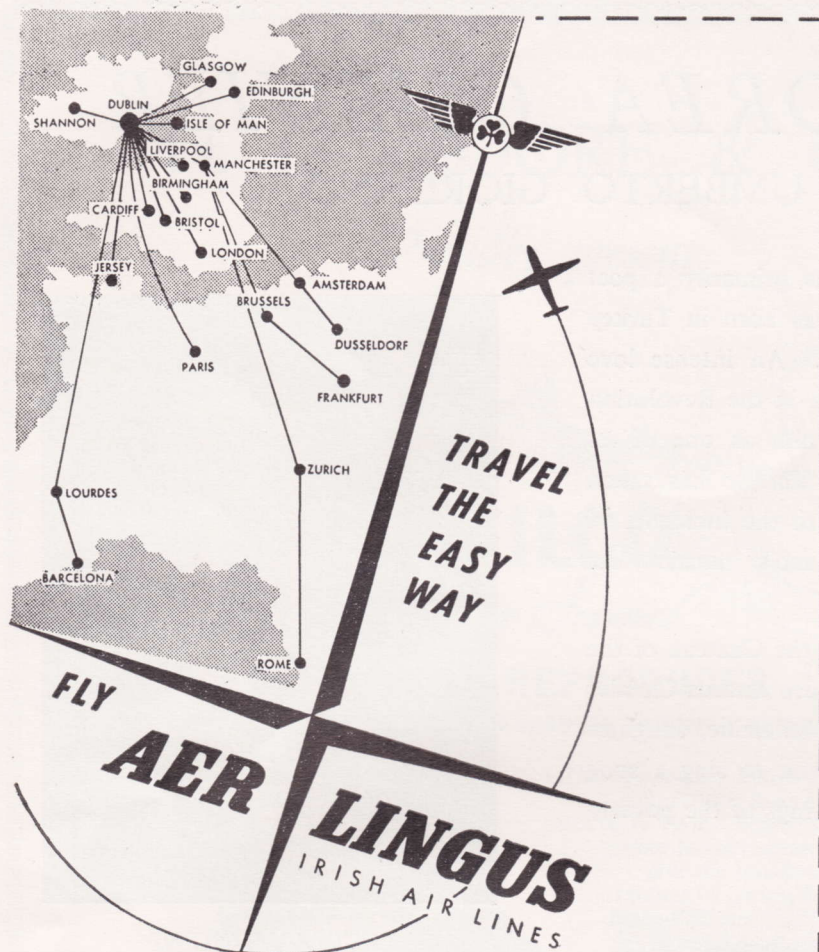 GLASGOW
EDINBURGH
DUBLIN
SHANNON
ISLE OF MAN
LIVERPOOL
MANCHESTER
BIRMINGHAM
CARDIFF
BRISTOL
LONDON
JERSEY
AMSTERDAM
BRUSSELS
DUSSELDORF
PARIS
FRANKFURT
ZURICH
LOURDES
BARCELONA
ROME
TRAVEL
THE
EASY
WAY
FLY
AER
LINGUS
IRISH AIR LINES